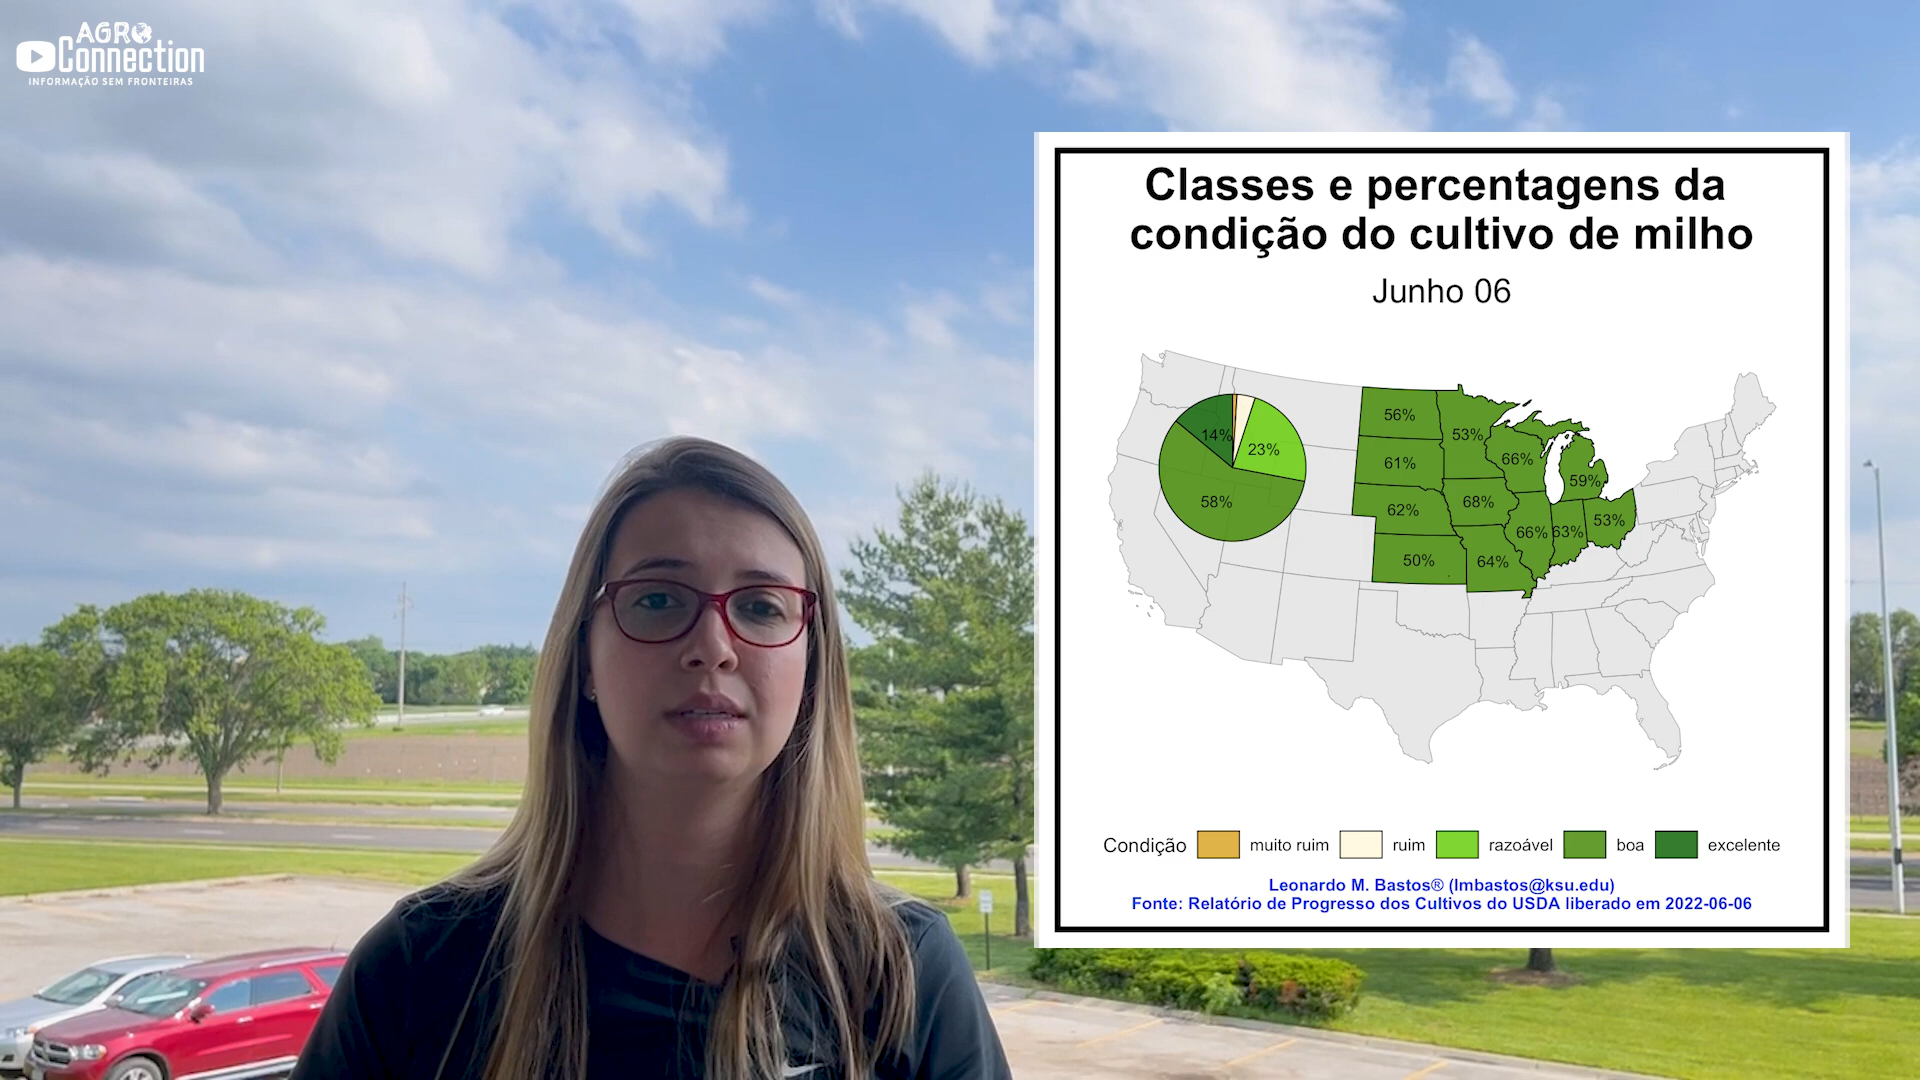 AGRO
Connection
INFORMAÇÃO SEM FRONTEIRAS
Classes e percentagens da
condição do cultivo de milho
Junho 06
56%
53%
14%
23%
61%
66%
59%
58%
62%
68%
66%
63%
53%
50%
64%
Condição muito ruim ruim razoável boa excelente
Leonardo M. Bastos® (lmbastos@ksu.edu)
Fonte: Relatório de Progresso dos Cultivos do USDA liberado em 2022-06-06